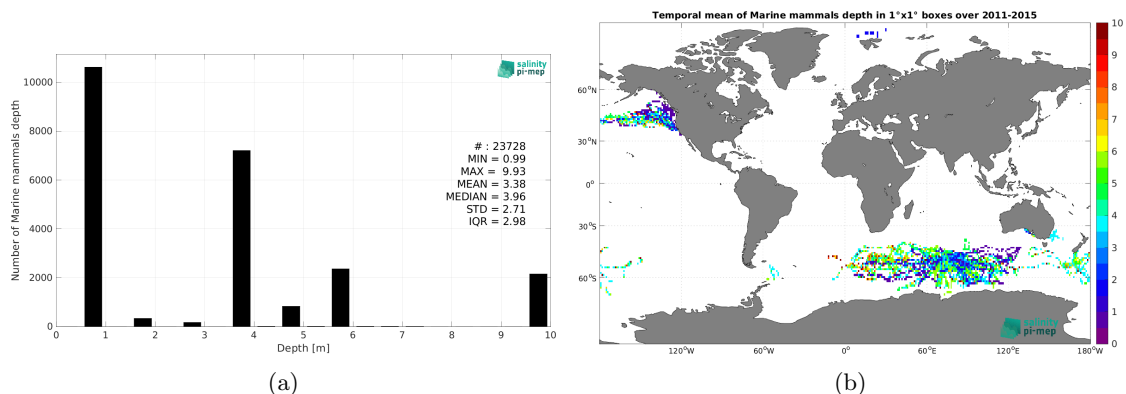 10000
8000
6000
4000
2000
0
Number of Marine mammals depth
salinity
pi-mep
# : 23728
MIN = 0.99
MAX = 9.93
MEAN = 3.38
MEDIAN = 3.96
STD = 2.71
IQR = 2.98
0 1 2 3 4 5 6 7 8 9 10
Depth [m]
(a)
Temporal mean of Marine mammals depth in 1°x1° boxes over 2011-2015
60°N
30°N
0°
30°S
60°S
120°W 60°W 0° 60°E 120°E 180°W
salinity
pi-mep
10
9
8
7
6
5
4
3
2
1
0
(b)